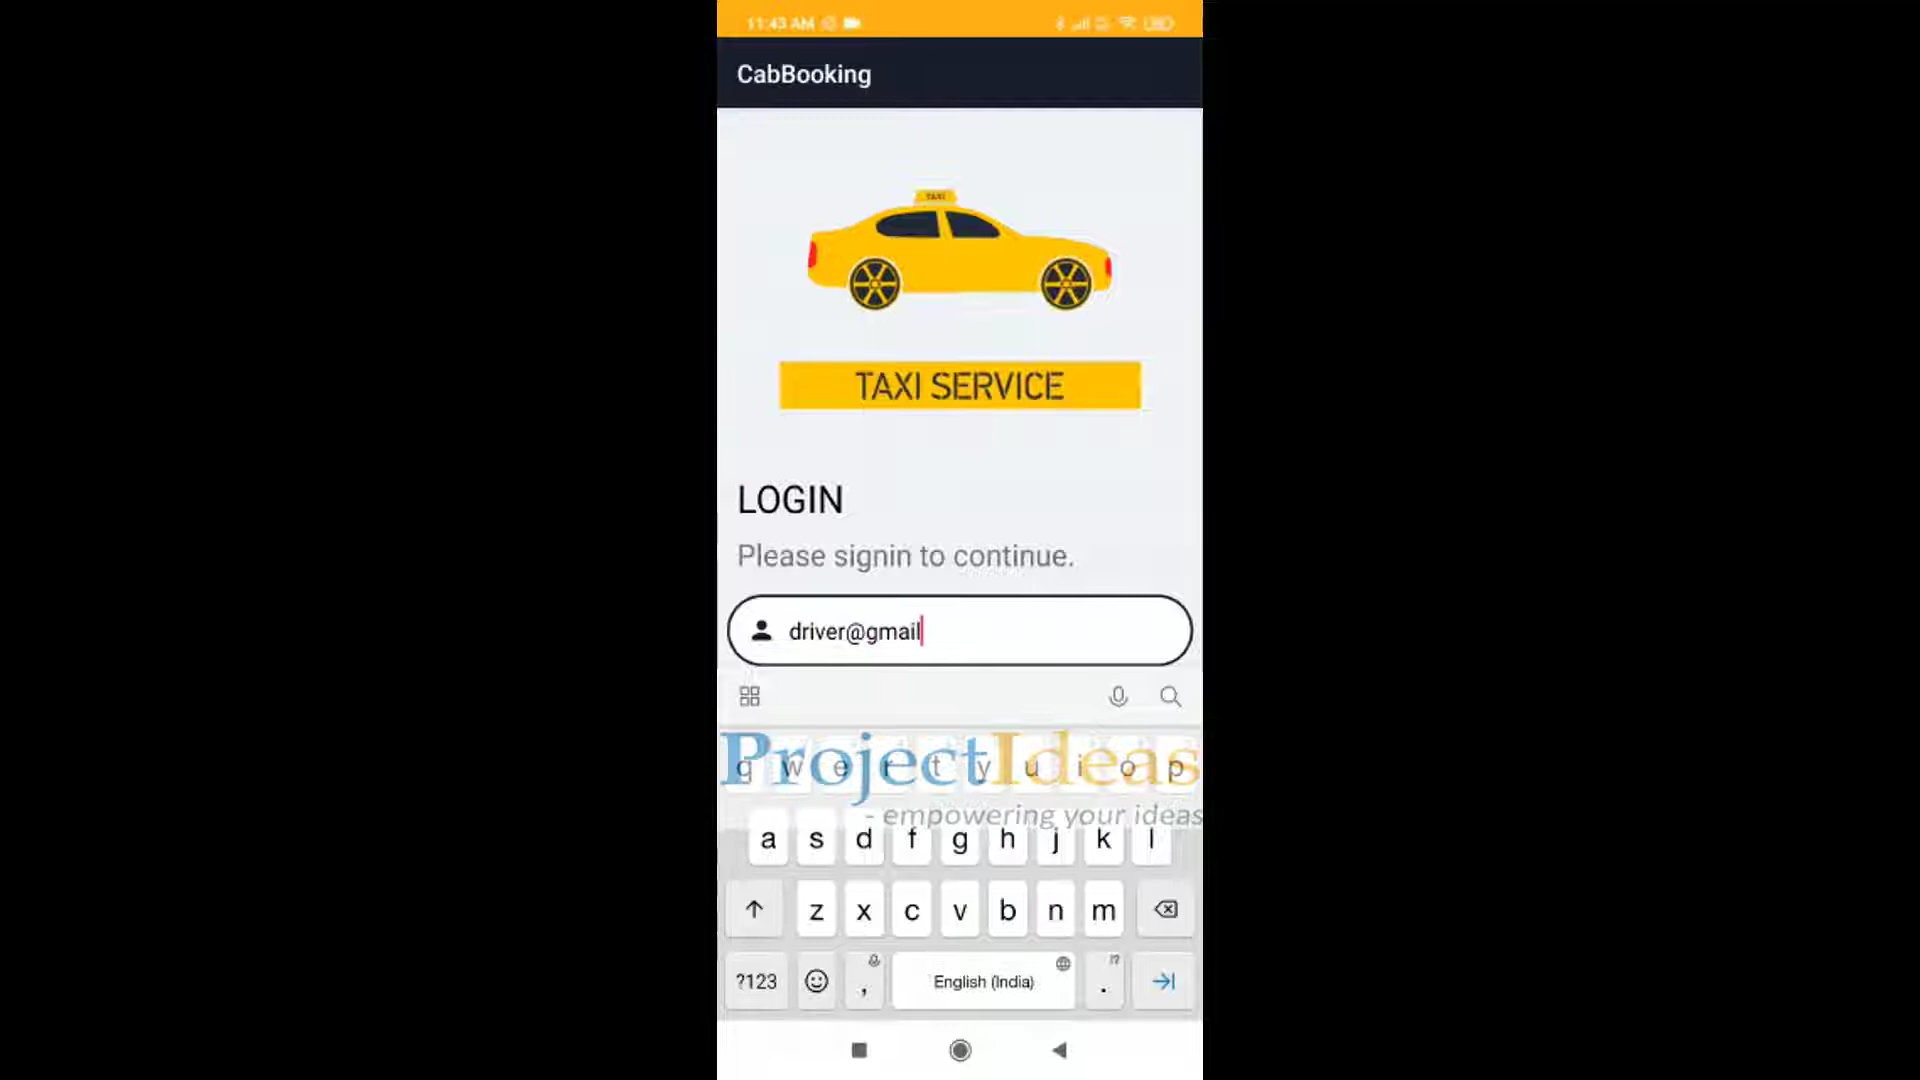 11:43 AM
CabBooking
TAXI
TAXI SERVICE
LOGIN
Please signin to continue.
driver@gmail
ProjectIdeas
- empowering your ideas
q w e r t y u i o p
a s d f g h j k l
z x c v b n m
?123 , English (India) . !?